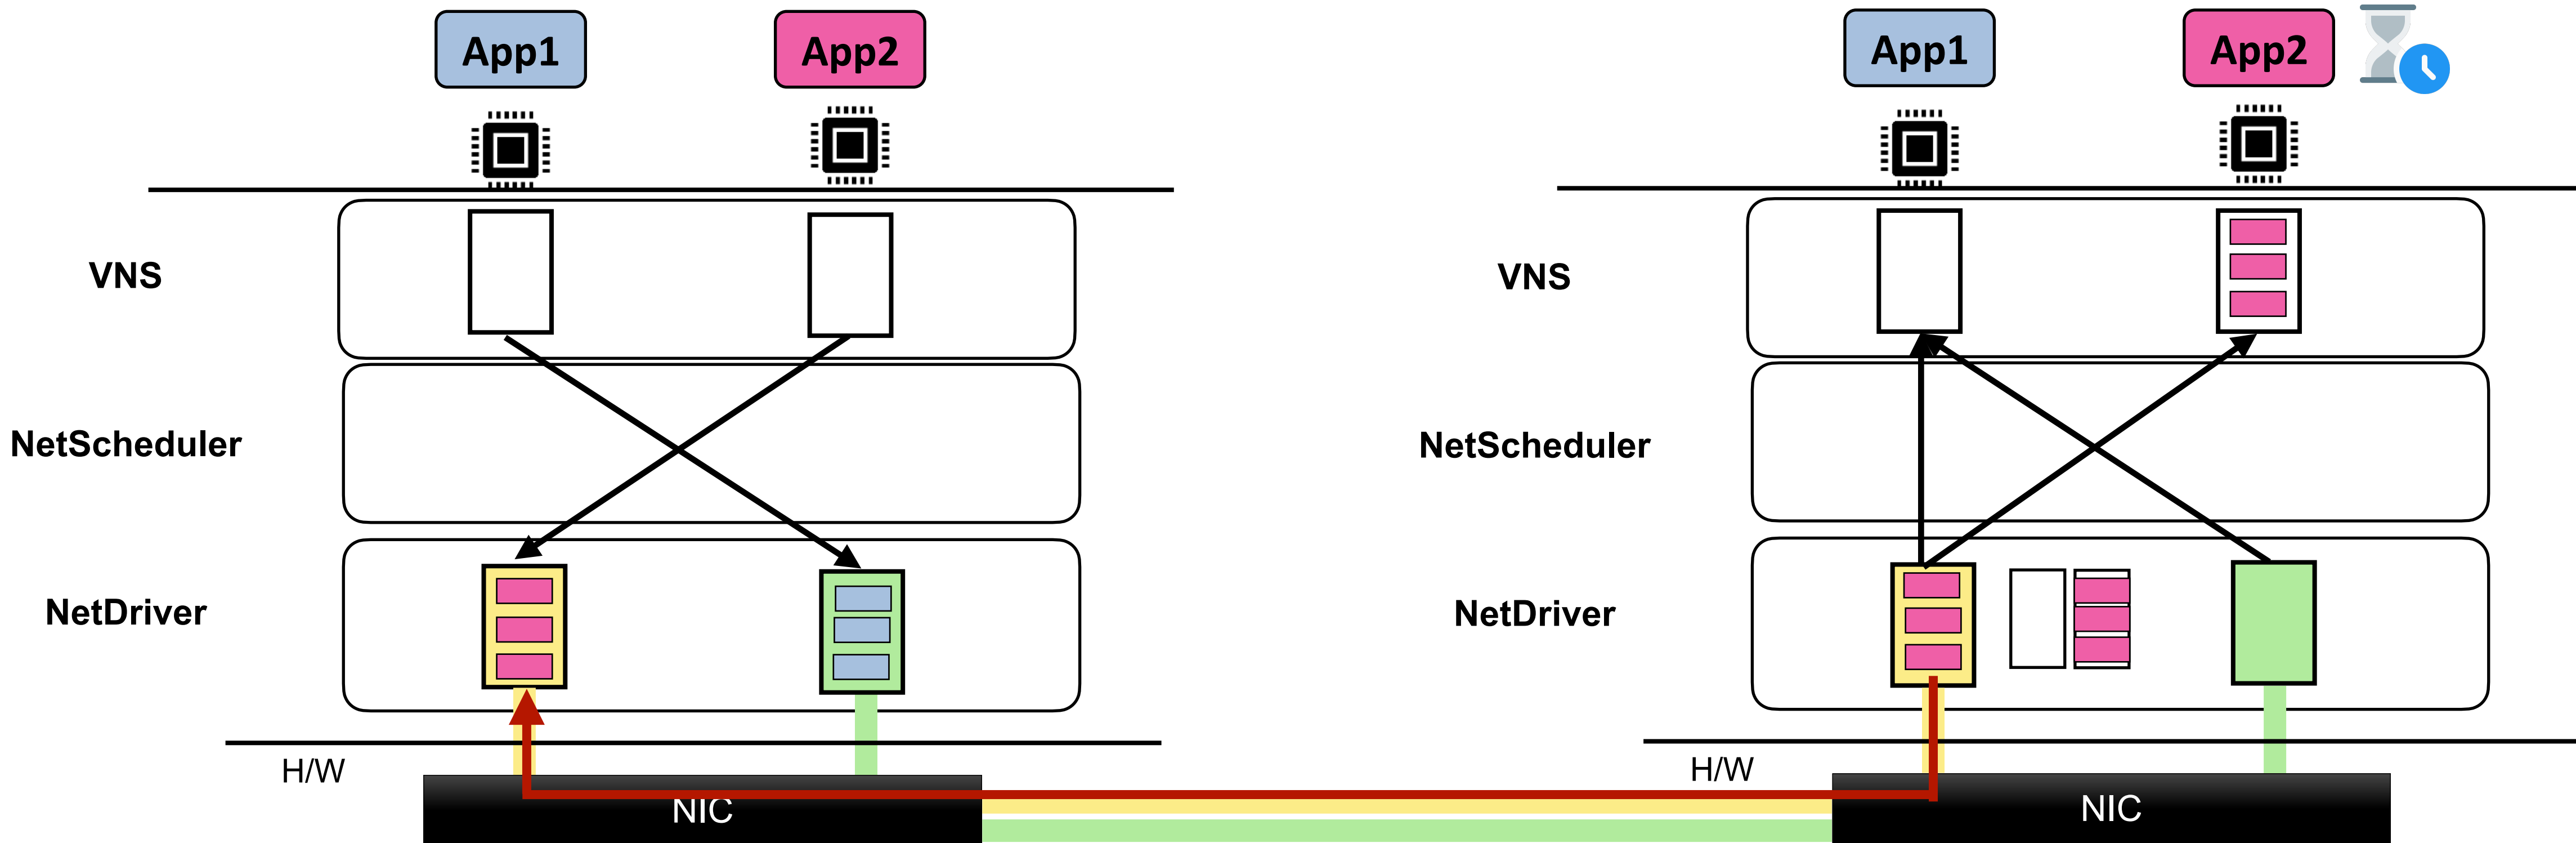 App1
App2
VNS
NetScheduler
NetDriver
H/W
NIC
App1
App2
VNS
NetScheduler
NetDriver
H/W
NIC